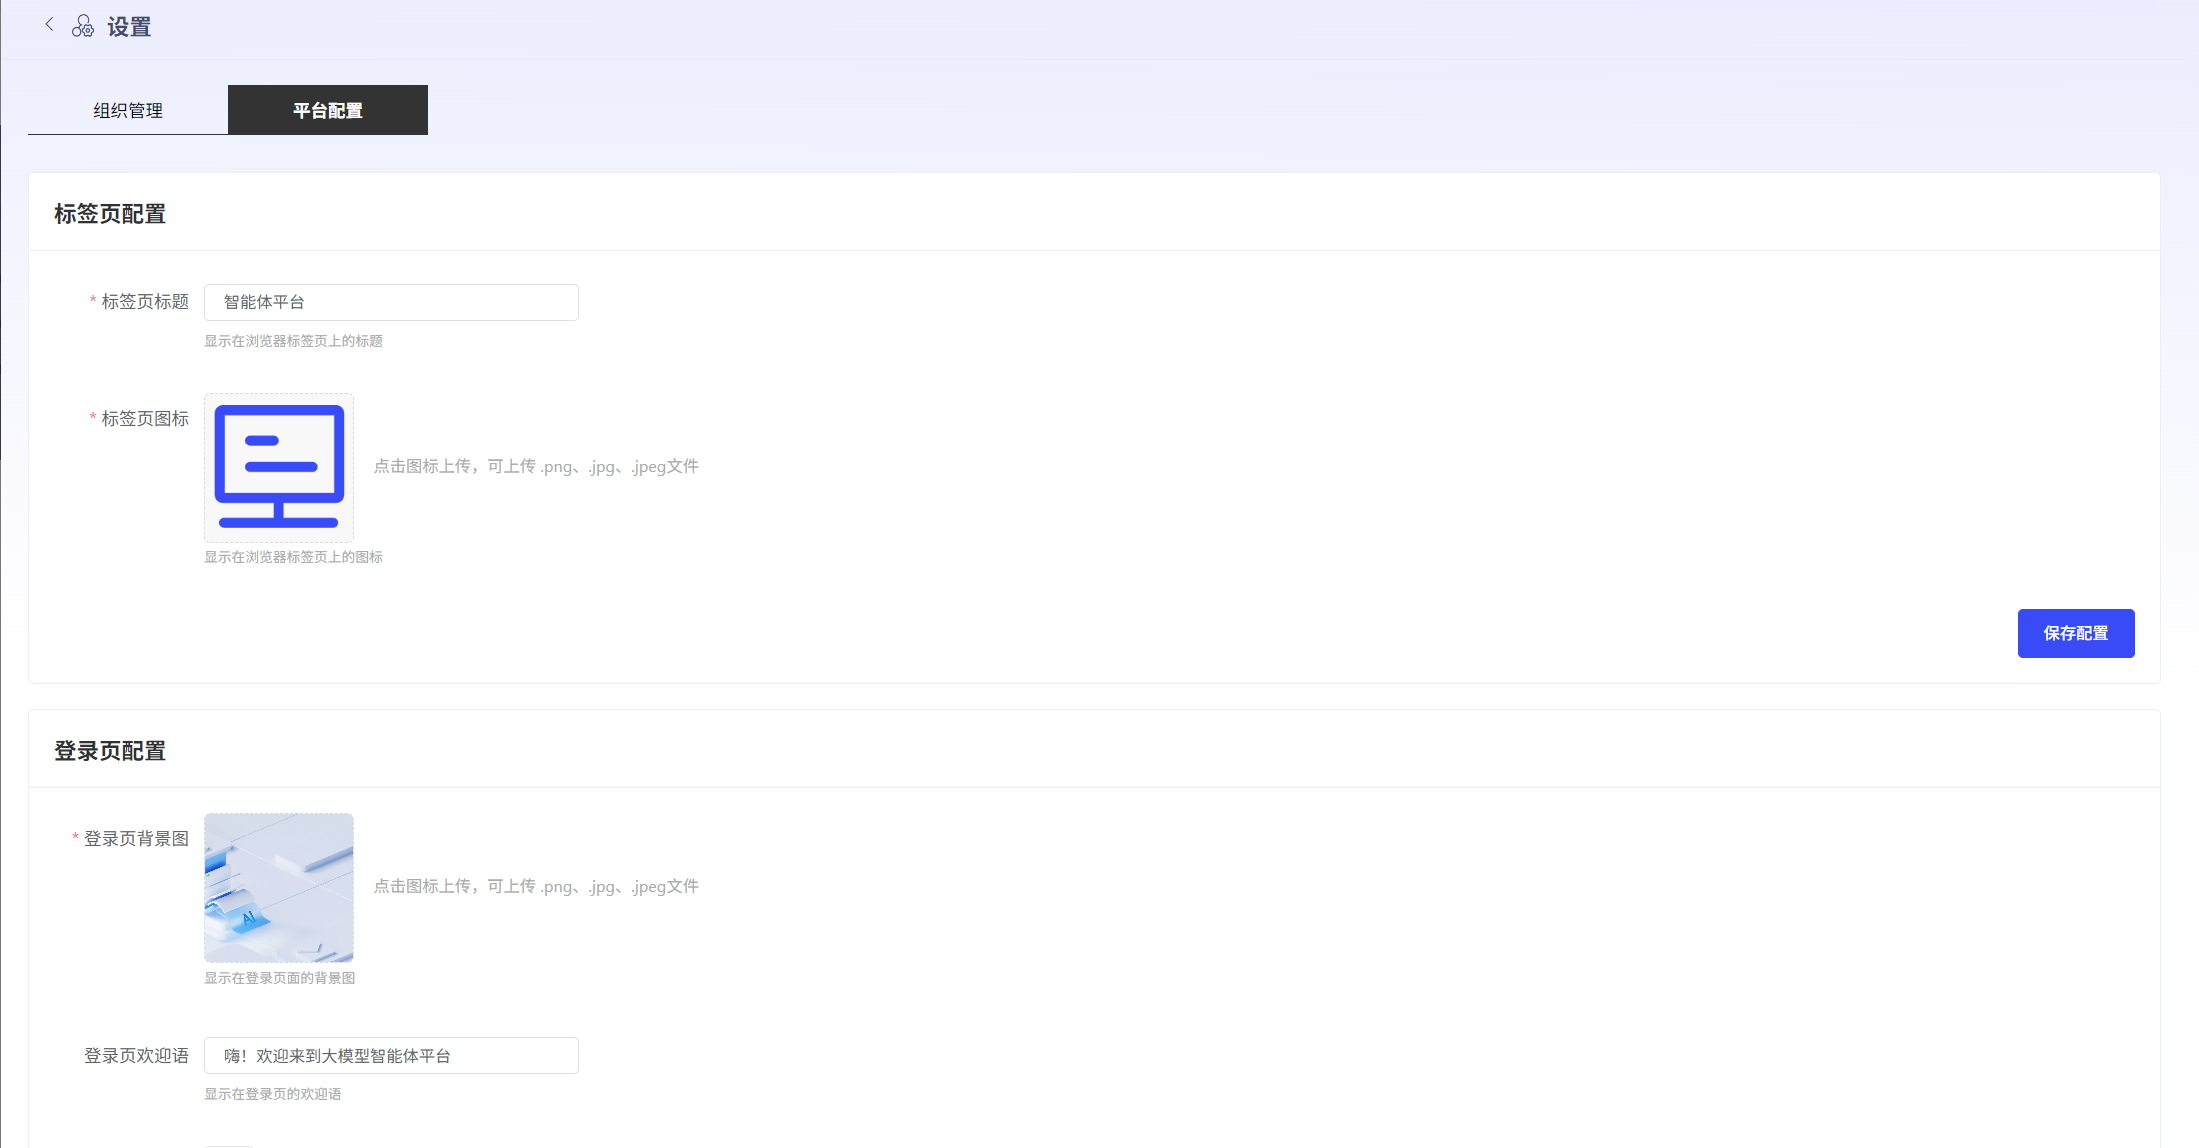 设置
组织管理
平台配置
标签页配置
* 标签页标题
智能体平台
显示在浏览器标签页上的标题
* 标签页图标
点击图标上传，可上传 .png、.jpg、.jpeg文件
显示在浏览器标签页上的图标
保存配置
登录页配置
* 登录页背景图
AI
点击图标上传，可上传 .png、.jpg、.jpeg文件
显示在登录页面的背景图
登录页欢迎语
嗨！欢迎来到大模型智能体平台
显示在登录页的欢迎语